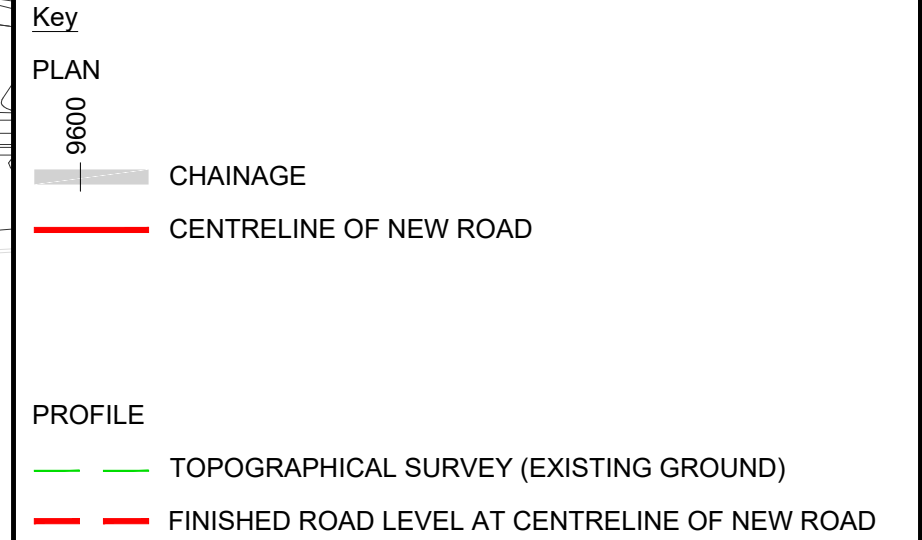 Key
PLAN
9600
CHAINAGE
CENTRELINE OF NEW ROAD
PROFILE
TOPOGRAPHICAL SURVEY (EXISTING GROUND)
FINISHED ROAD LEVEL AT CENTRELINE OF NEW ROAD